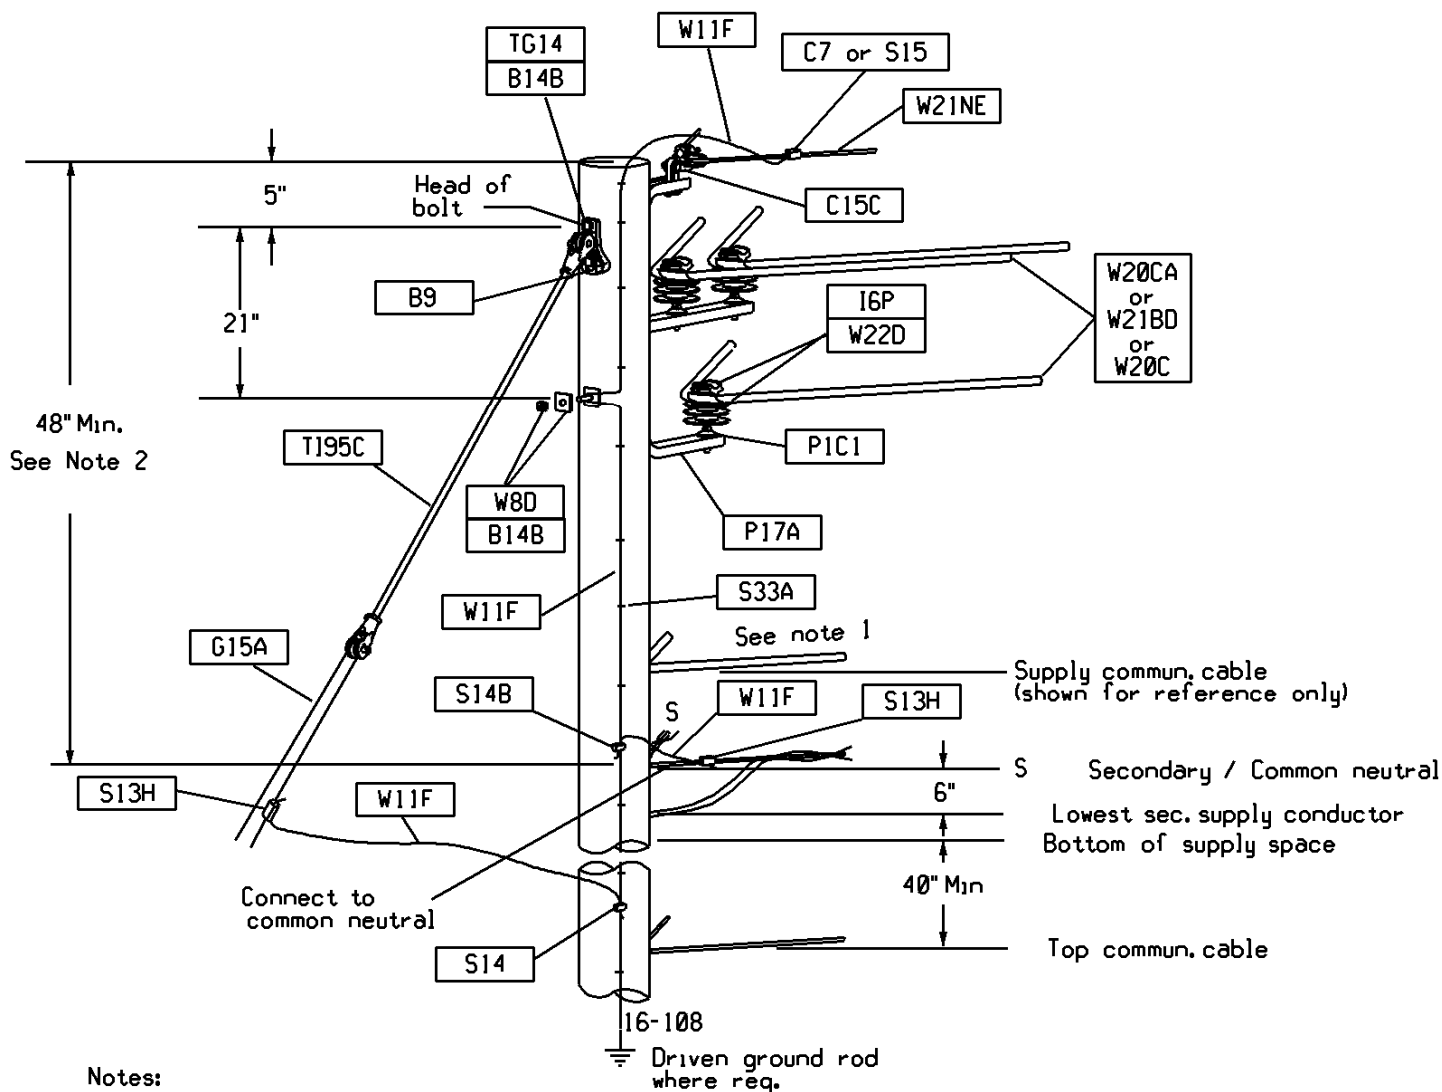 W11F
TG14
B14B
C7 or S15
W21NE
5"
Head of
bolt
C15C
B9
21"
I6P
W22D
W20CA
or
W21BD
or
W20C
48" Min.
See Note 2
TI95C
P1C1
W8D
B14B
P17A
W11F
S33A
See note 1
G15A
Supply commun. cable
(shown for reference only)
S14B
W11F
S13H
S
S13H
W11F
S Secondary / Common neutral
6"
Lowest sec. supply conductor
Bottom of supply space
Connect to
common neutral
40" Min
S14
Top commun. cable
16-108
Driven ground rod
where req.
Notes: